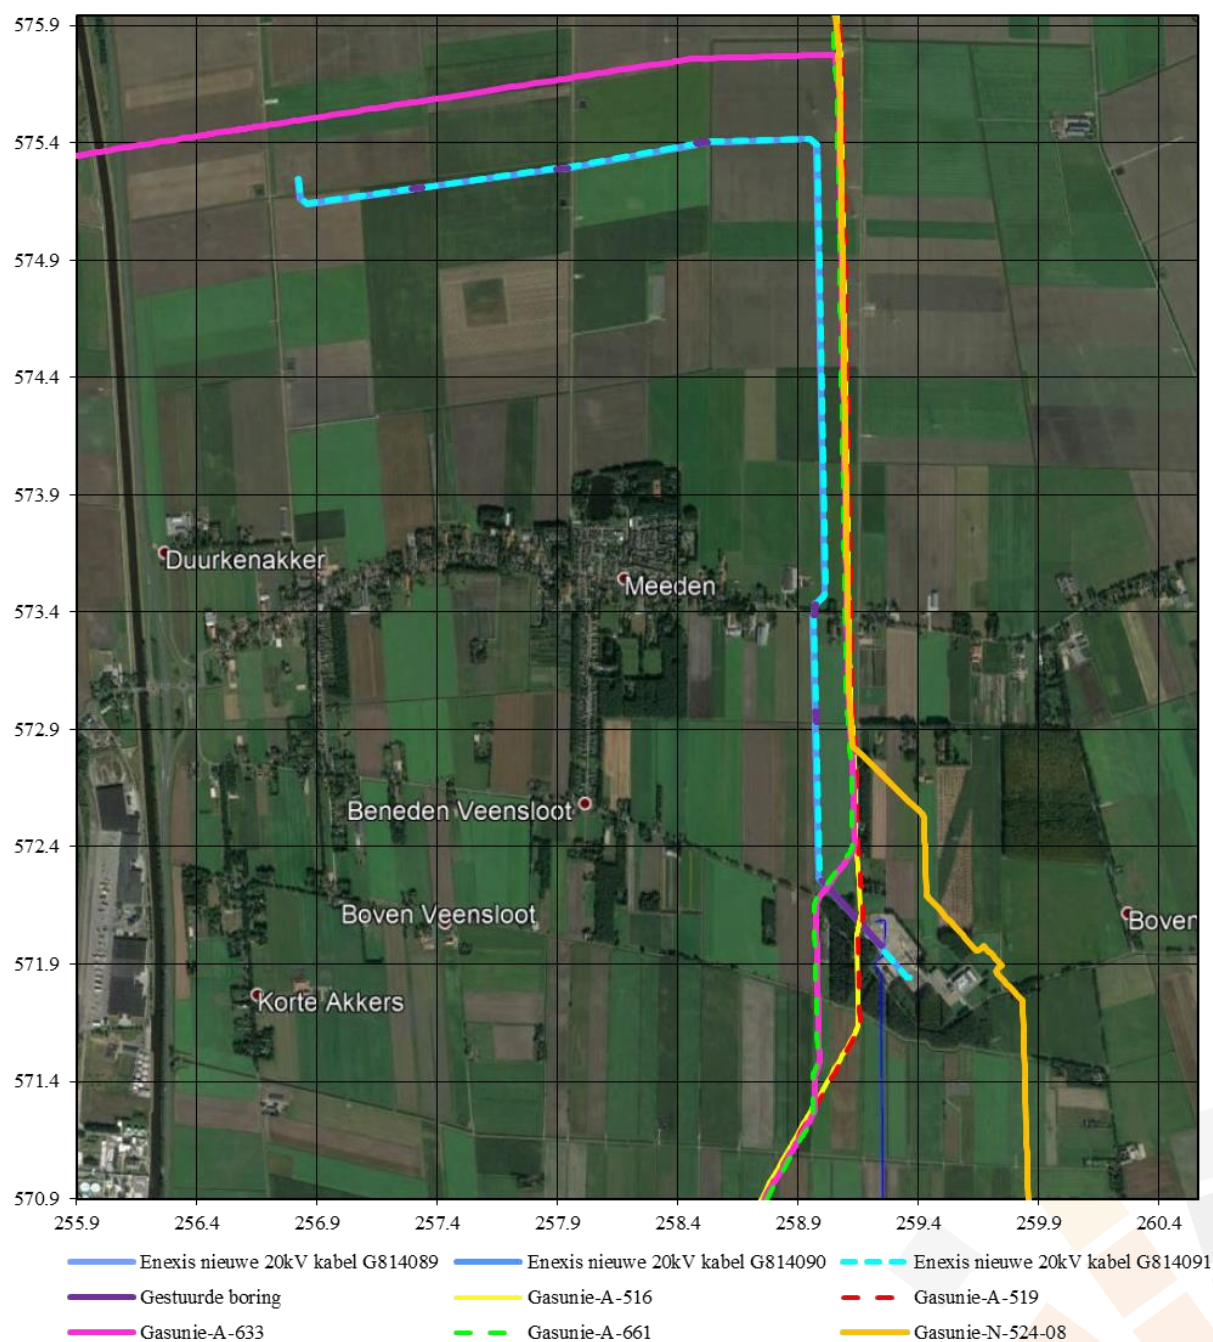 575.9
575.4
574.9
574.4
573.9
Duurkenakker
Meeden
573.4
572.9
Beneden Veensloot
572.4
Boven Veensloot
Boven
571.9
Korte Akkers
571.4
570.9
255.9 256.4 256.9 257.4 257.9 258.4 258.9 259.4 259.9 260.4
Enexis nieuwe 20kV kabel G814089 Enexis nieuwe 20kV kabel G814090 Enexis nieuwe 20kV kabel G814091
Gestuurde boring Gasunie-A-516 Gasunie-A-519
Gasunie-A-633 Gasunie-A-661 Gasunie-N-524-08